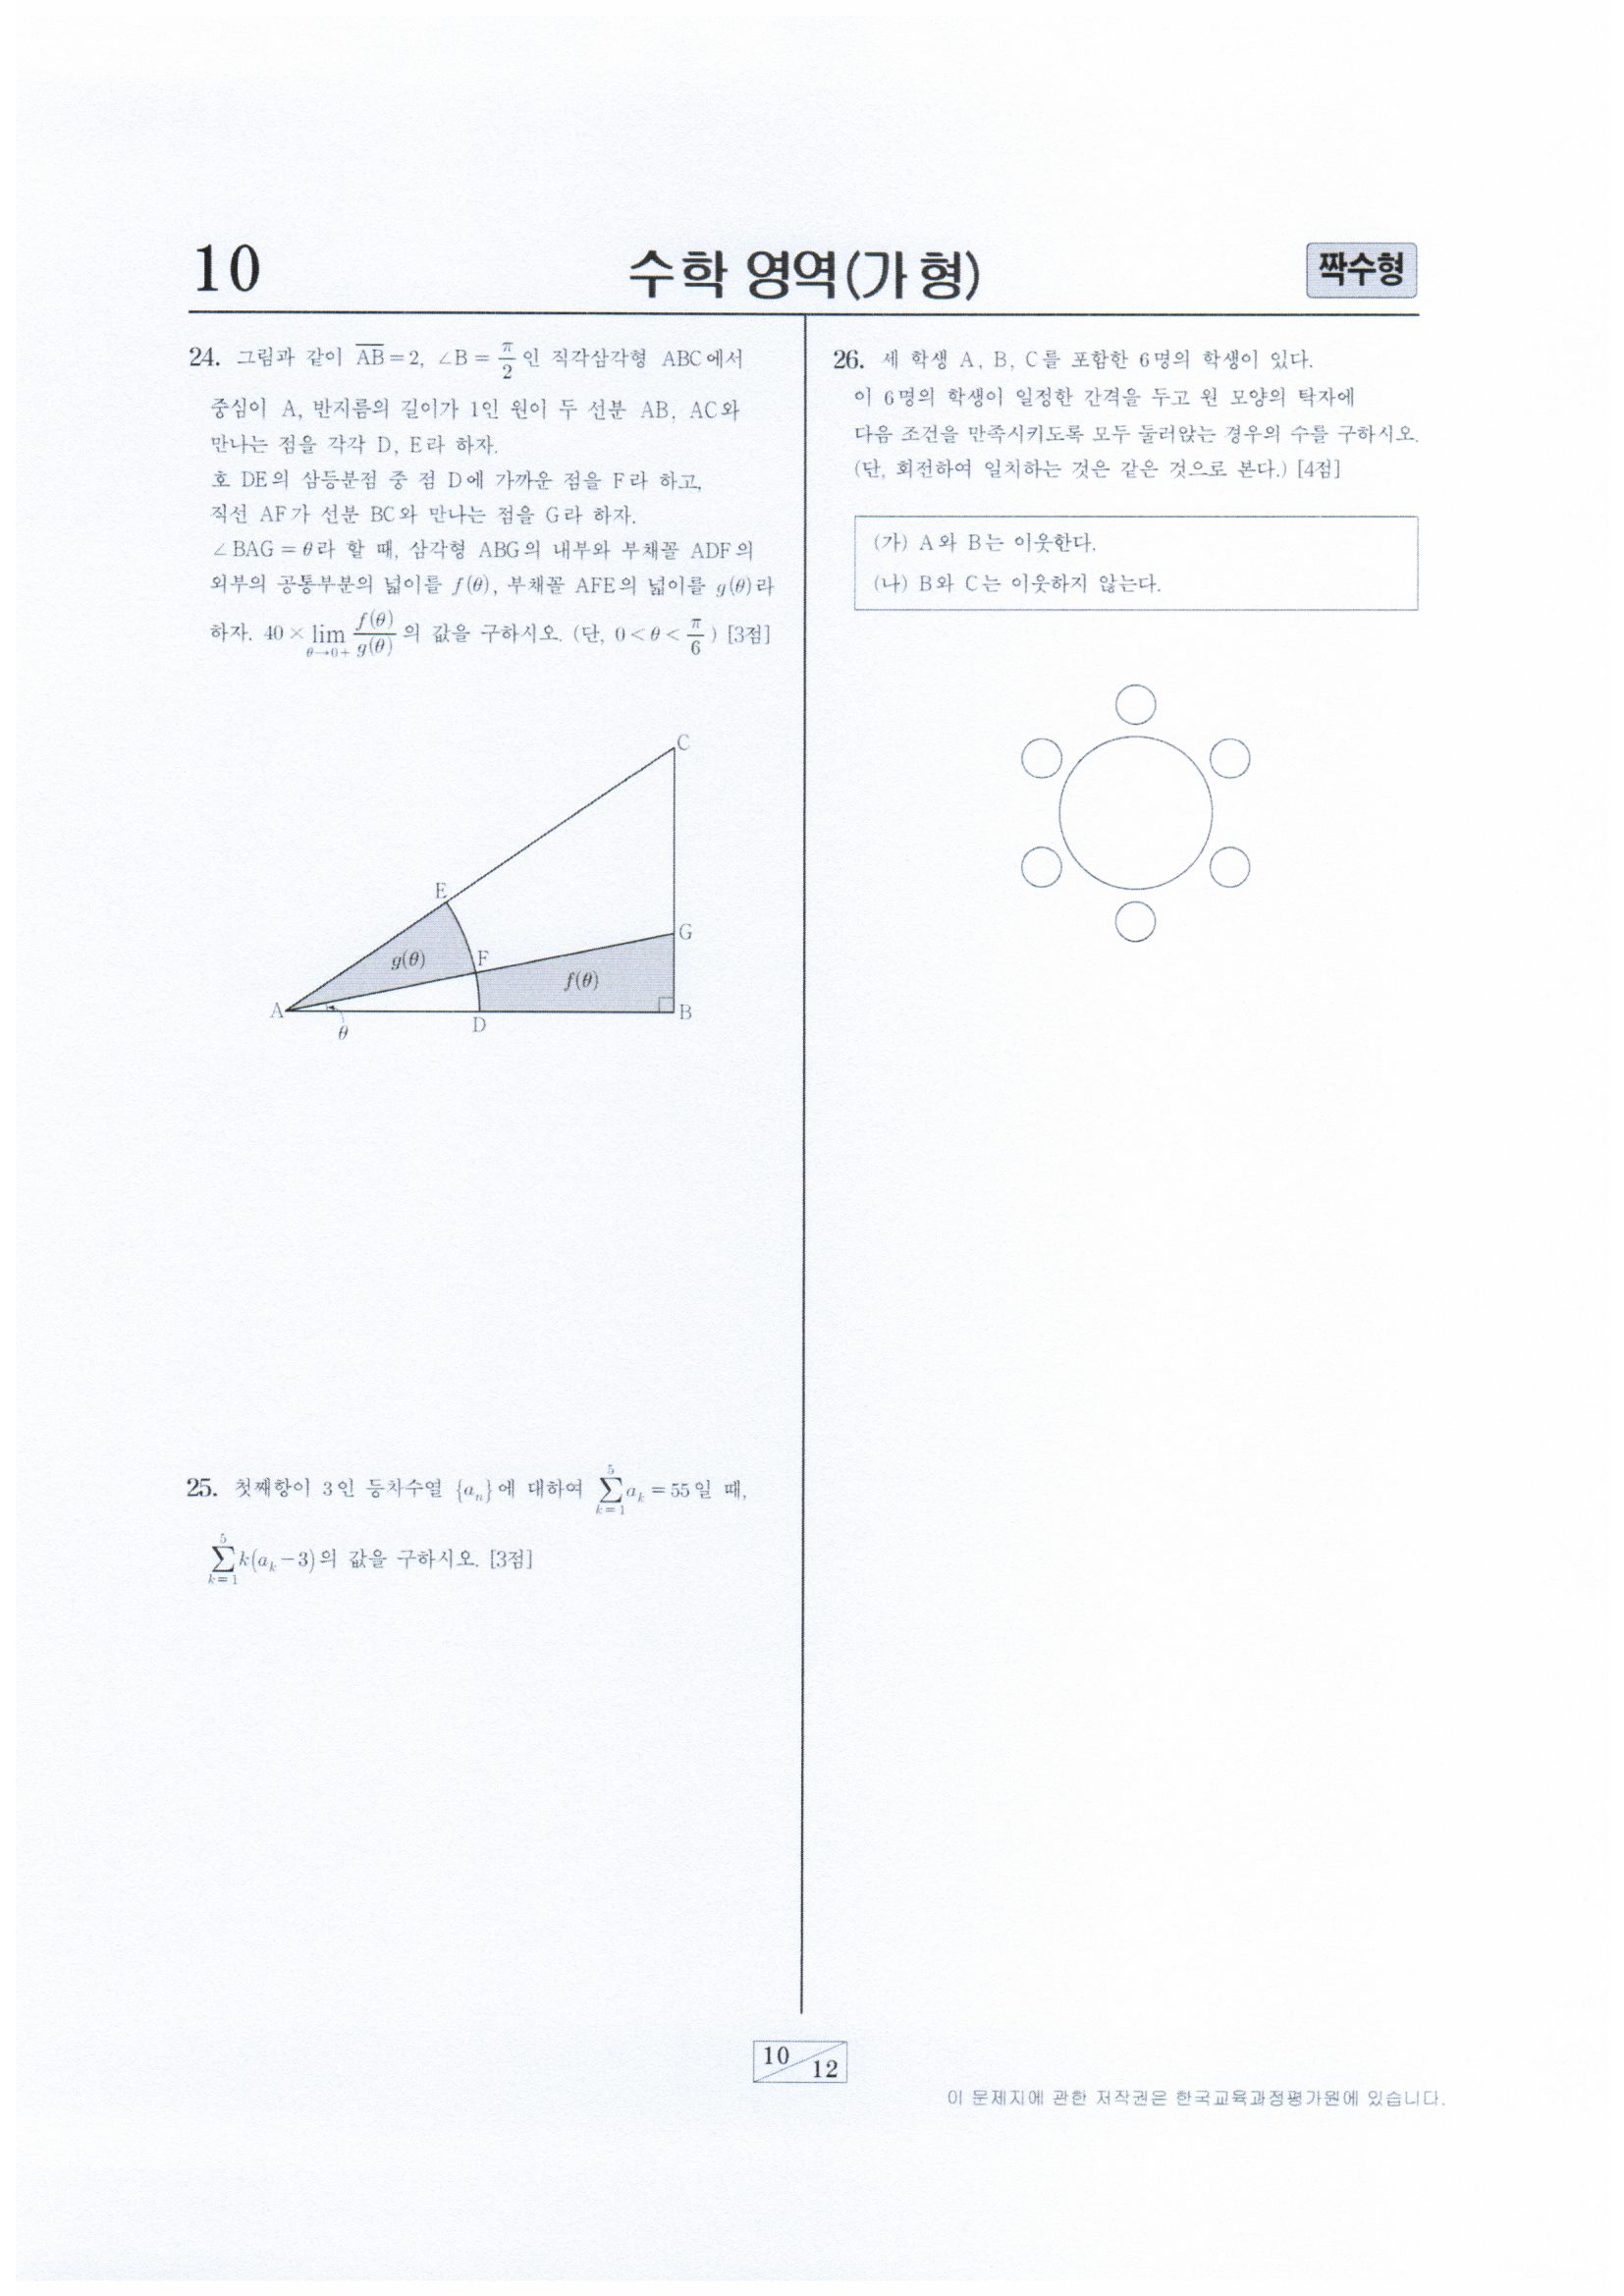 10
수학 영역(가 형)
짝수형
24. 그림과 같이 $\overline{AB}=2$, ∠B = $\frac{\pi}{2}$인 직각삼각형 ABC에서
중심이 A, 반지름의 길이가 1인 원이 두 선분 AB, AC와
만나는 점을 각각 D, E라 하자.
호 DE의 삼등분점 중 점 D에 가까운 점을 F라 하고,
직선 AF가 선분 BC와 만나는 점을 G라 하자.
∠BAG = θ라 할 때, 삼각형 ABG의 내부와 부채꼴 ADF의
외부의 공통부분의 넓이를 f(θ), 부채꼴 AFE의 넓이를 g(θ)라
하자. 40 × $\lim_{\theta \to 0+} \frac{f(\theta)}{g(\theta)}$의 값을 구하시오. (단, 0 < θ < $\frac{\pi}{6}$) [3점]
C
E
G
g(θ)
F
f(θ)
A
B
θ
D
25. 첫째항이 3인 등차수열 {a_n}에 대하여 $\sum_{k=1}^{5} a_k = 55$일 때,
$\sum_{k=1}^{5} k(a_k - 3)$의 값을 구하시오. [3점]
26. 세 학생 A, B, C를 포함한 6명의 학생이 있다.
이 6명의 학생이 일정한 간격을 두고 원 모양의 탁자에
다음 조건을 만족시키도록 모두 둘러앉는 경우의 수를 구하시오.
(단, 회전하여 일치하는 것은 같은 것으로 본다.) [4점]
(가) A와 B는 이웃한다.
(나) B와 C는 이웃하지 않는다.
10
12
이 문제지에 관한 저작권은 한국교육과정평가원에 있습니다.